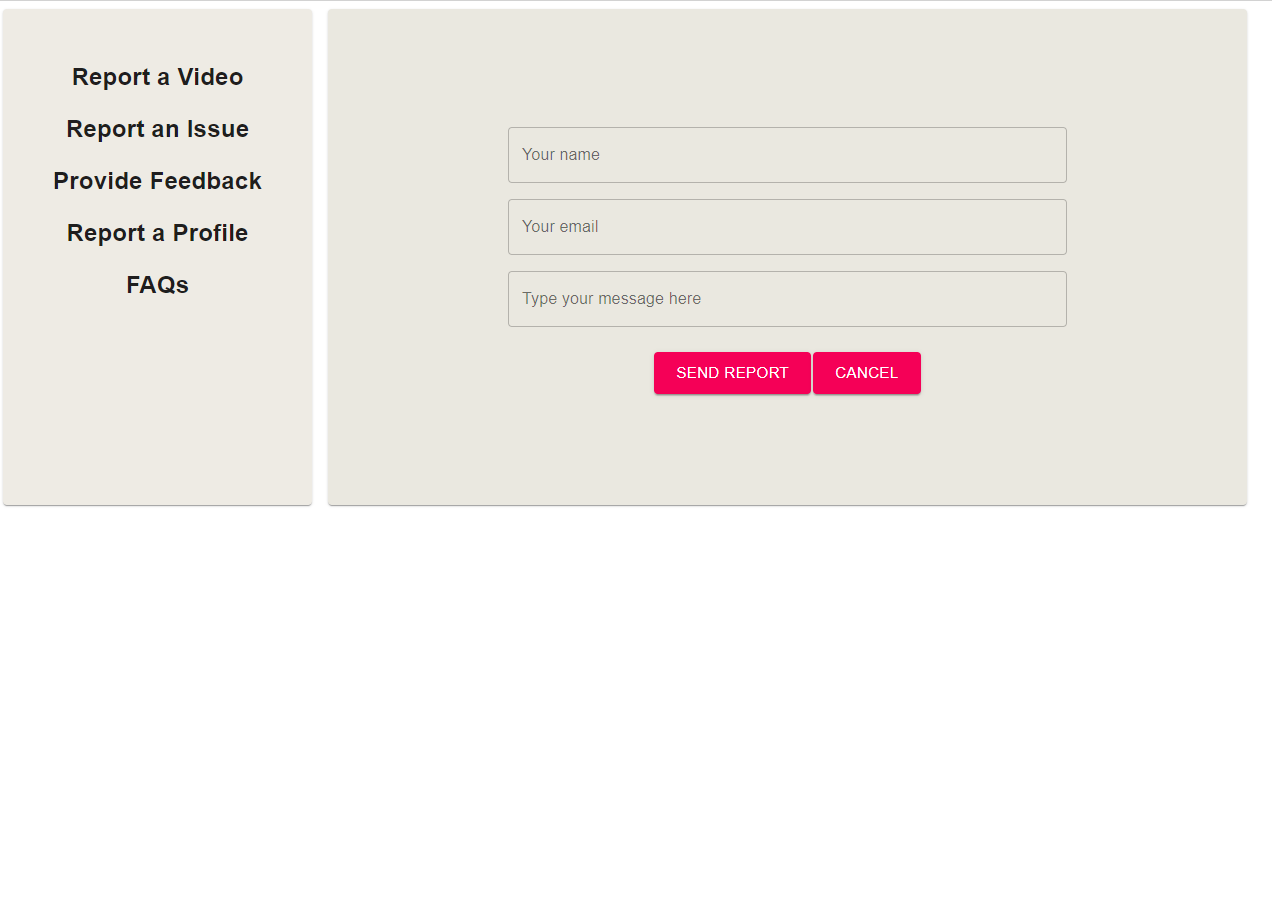 Report a Video
Report an Issue
Provide Feedback
Report a Profile
FAQs
Your name
Your email
Type your message here
SEND REPORT
CANCEL